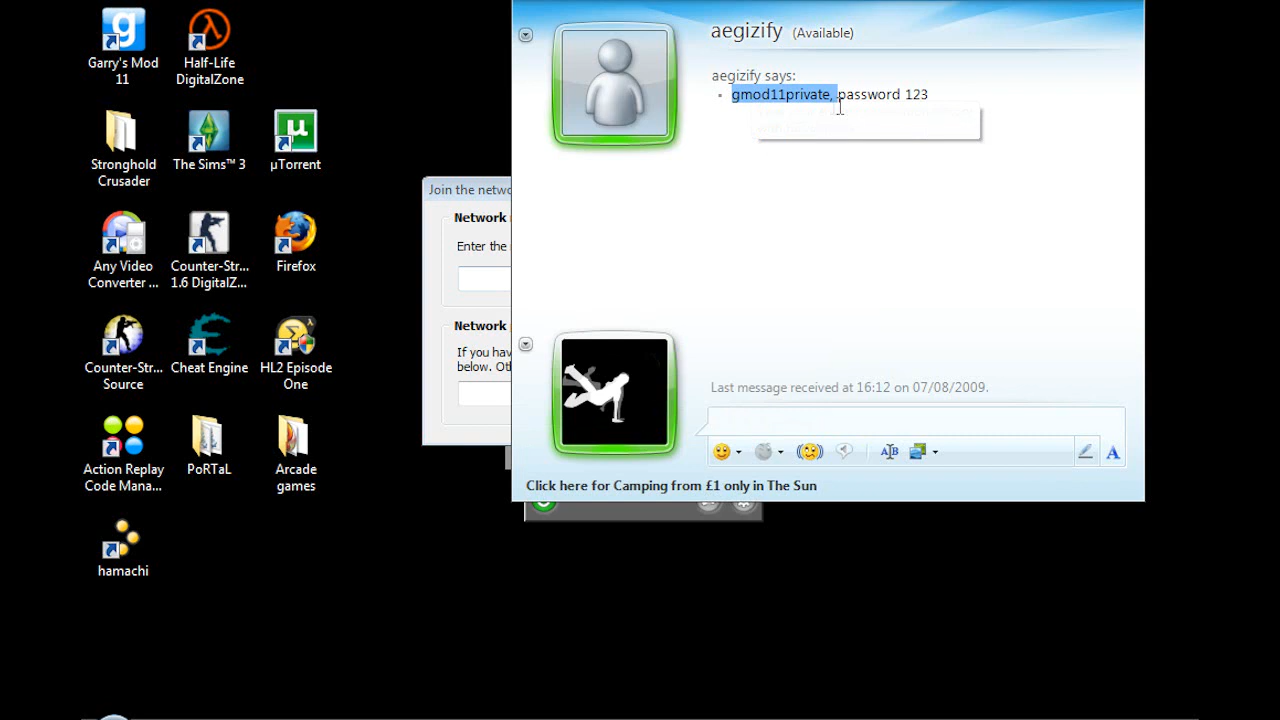 Garry's Mod
11
Half-Life
DigitalZone
Stronghold
Crusader
The Sims™ 3
µTorrent
Any Video
Converter ...
Counter-Str...
1.6 DigitalZ...
Firefox
Counter-Str...
Source
Cheat Engine
HL2 Episode
One
Action Replay
Code Mana...
PoRTaL
Arcade
games
hamachi
Join the netwo
Network
Enter the
Network
If you hav
below. Ot
aegizify (Available)
aegizify says:
gmod11private, password 123
Last message received at 16:12 on 07/08/2009.
Click here for Camping from £1 only in The Sun